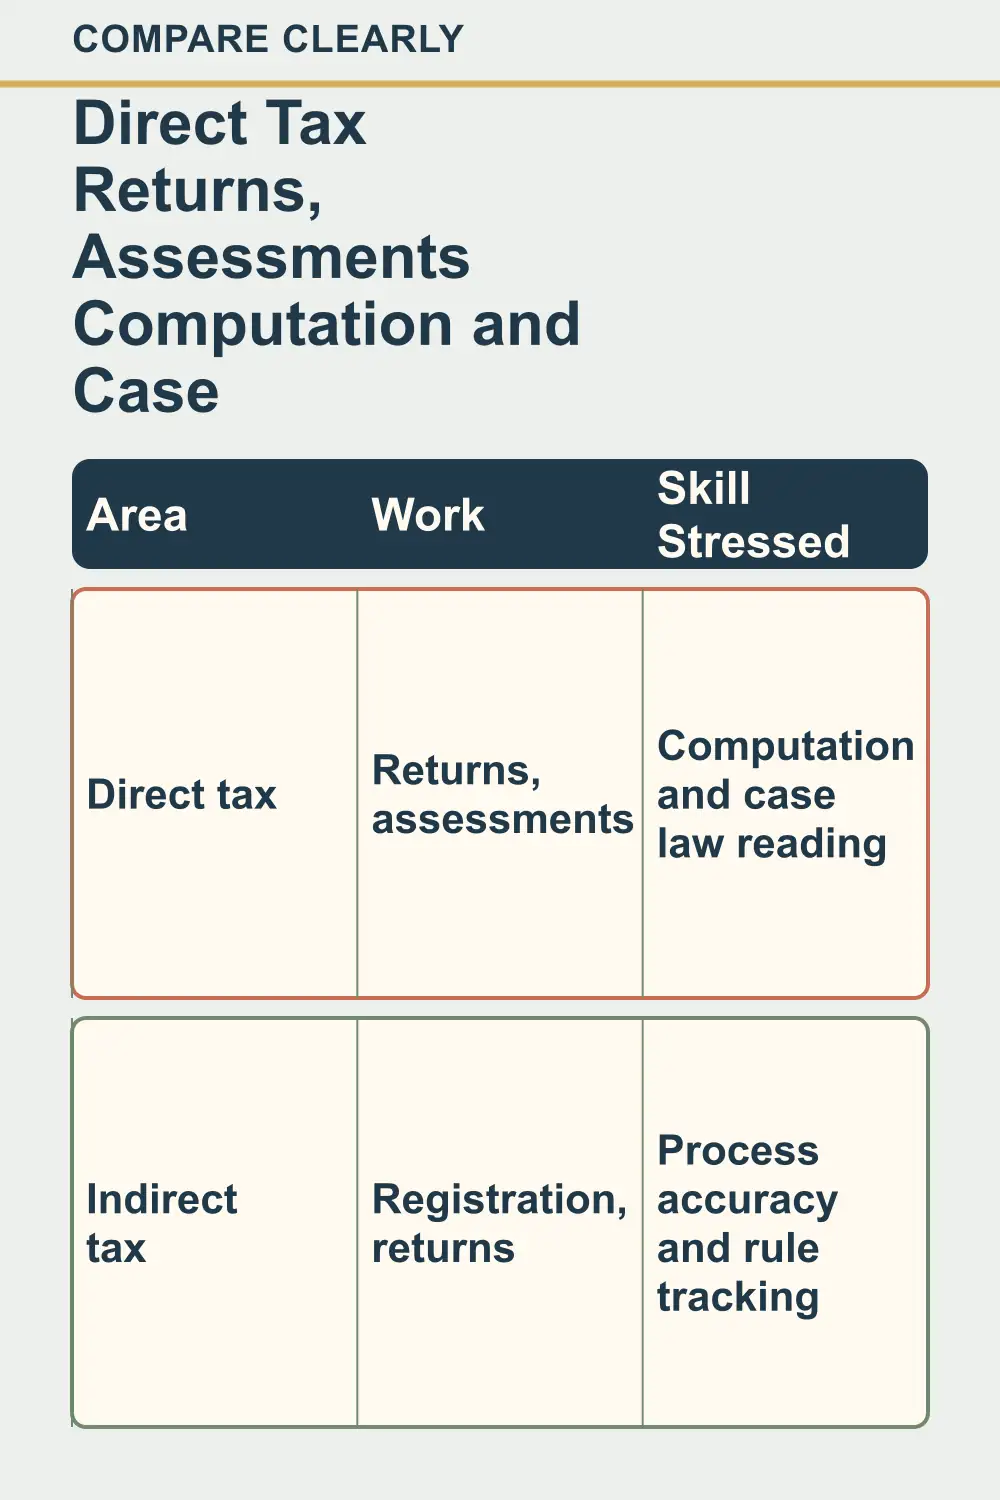 COMPARE CLEARLY
Direct Tax
Returns,
Assessments
Computation and
Case
Area
Work
Skill
Stressed
Direct tax
Returns,
assessments
Computation
and case
law reading
Indirect
tax
Registration,
returns
Process
accuracy
and rule
tracking